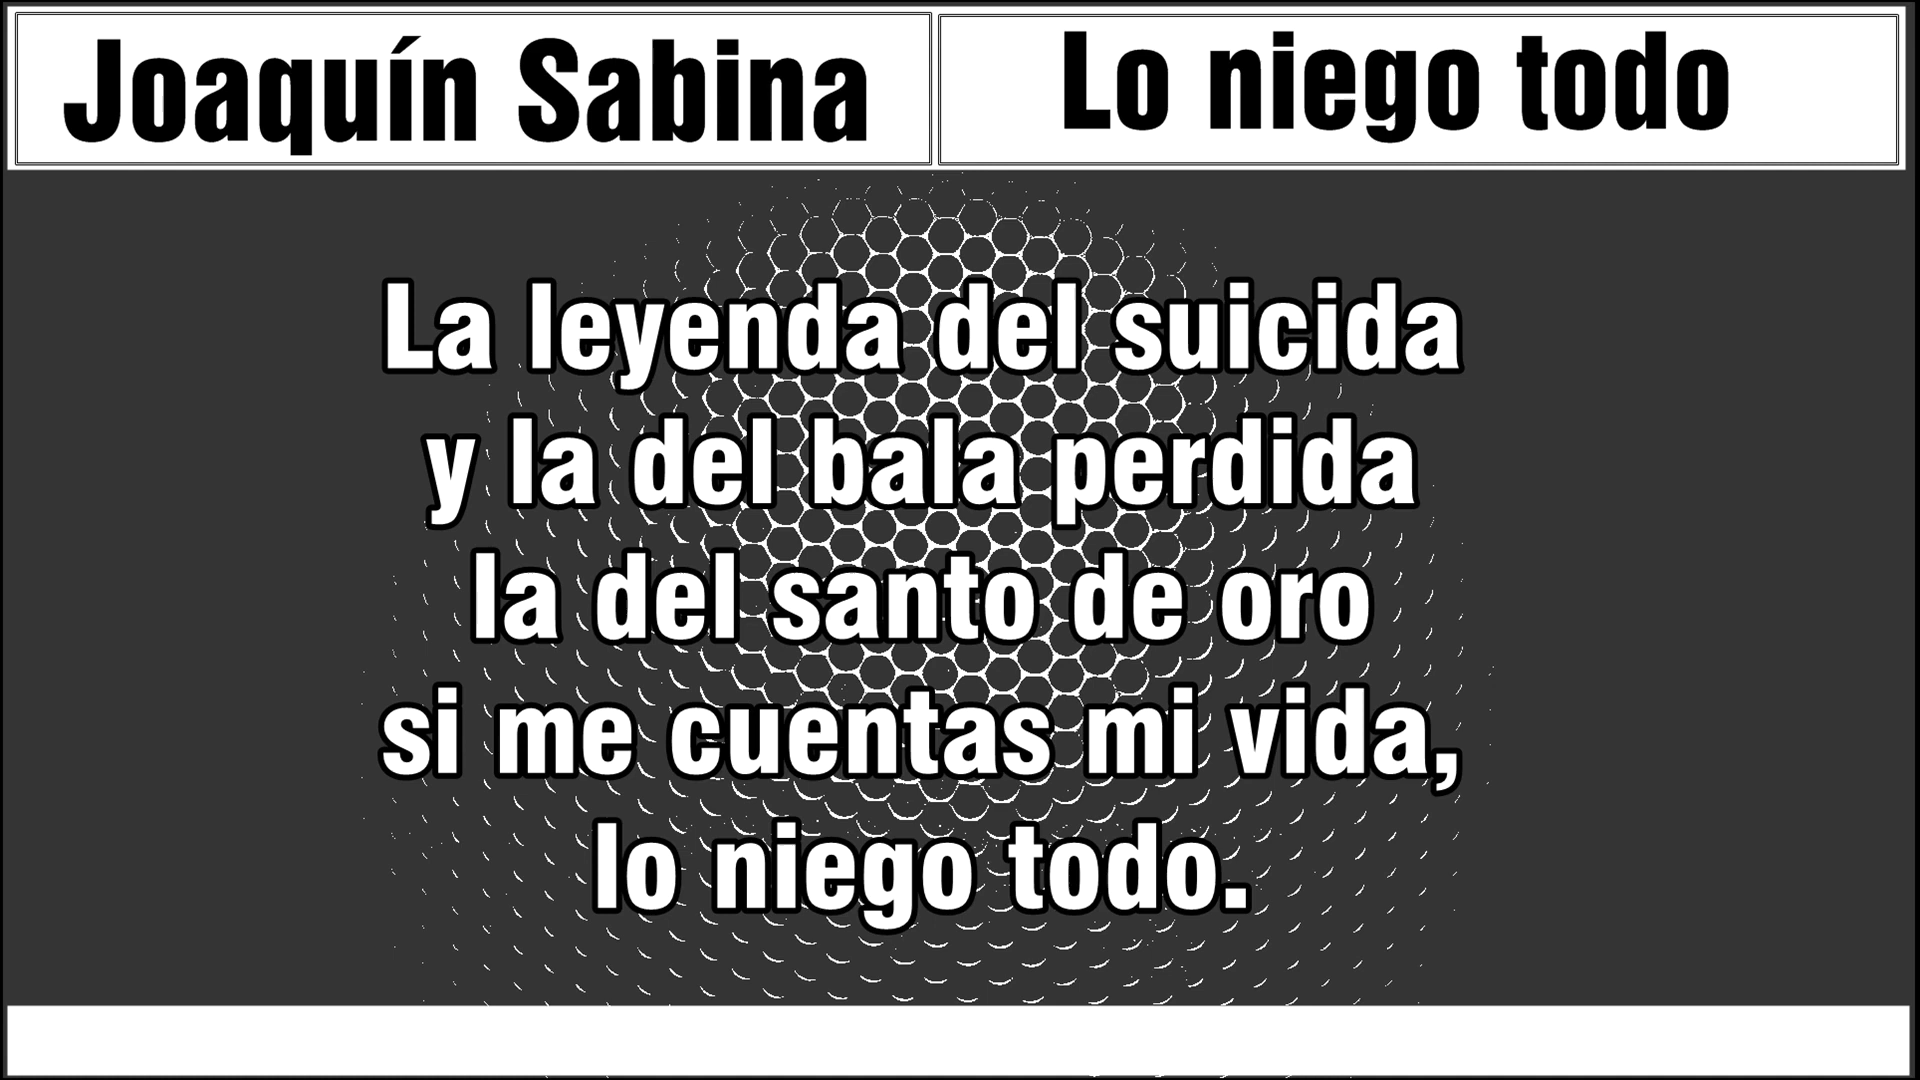 Joaquín Sabina
Lo niego todo
La leyenda del suicida
y la del bala perdida
la del santo de oro
si me cuentas mi vida,
lo niego todo.